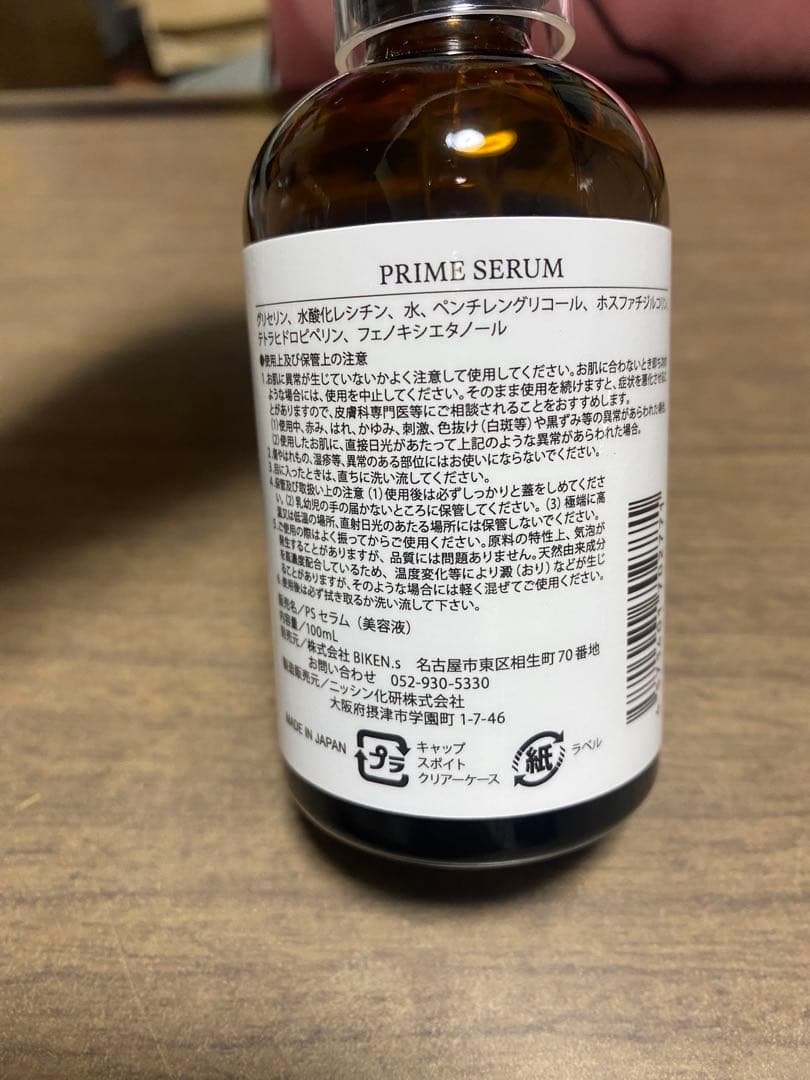 PRIME SERUM
グリセリン、水酸化レシチン、水、ペンチレングリコール、ホスファチジルコリン、
テトラヒドロピペリン、フェノキシエタノール
●使用上及び保管上の注意
1.お肌に異常が生じていないかよく注意して使用してください。お肌に合わないとき即ち次の
ような場合には、使用を中止してください。そのまま使用を続けますと、症状を悪化させるこ
とがありますので、皮膚科専門医等にご相談されることをおすすめします。
(1)使用中、赤み、はれ、かゆみ、刺激、色抜け(白斑等)や黒ずみ等の異常があらわれた場合。
(2)使用したお肌に、直接日光があたって上記のような異常があらわれた場合。
2.傷やはれもの、湿疹等、異常のある部位にはお使いにならないでください。
3.目に入ったときは、直ちに洗い流してください。
4.保管及び取扱い上の注意(1)使用後は必ずしっかりと蓋をしめてくださ
い。(2)乳幼児の手の届かないところに保管してください。(3)極端に高
温又は低温の場所、直射日光のあたる場所には保管しないでください。
5.ご使用の際はよく振ってからご使用ください。原料の特性上、気泡が
発生することがありますが、品質には問題ありません。天然由来成分
を高濃度配合しているため、温度変化等により澱(おり)などが生じ
ることがありますが、そのような場合には軽く混ぜてご使用ください。
6.使用後は必ず拭き取るか洗い流して下さい。
販売名/PSセラム(美容液)
内容量/100mL
発売元/株式会社 BIKEN.s 名古屋市東区相生町70番地
お問い合わせ 052-930-5330
製造販売元/ニッシン化研株式会社
大阪府摂津市学園町 1-7-46
MADE IN JAPAN
プラ
キャップ
スポイト
クリアーケース
紙
ラベル